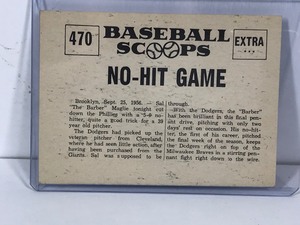 470
BASEBALL
SCOOPS
EXTRA
NO-HIT GAME
Brooklyn, Sept. 25, 1956. — Sal
"The Barber" Maglie tonight cut
down the Phillies with a "5-0 no-
hitter, quite a good trick for a 39
year old pitcher.
The Dodgers had picked up the
veteran pitcher from Cleveland,
where he had seen little action, after
having been purchased from the
Giants. Sal was supposed to be
through.
With the Dodgers, the "Barber"
has been brilliant in this final pen-
nant drive, pitching with only two
days rest on occasion. His no-hit-
ter, the first of his career, pitched
the final week of the season, keeps
the Dodgers right on top of the
Milwaukee Braves in a stirring pen-
nant fight right down to the wire.